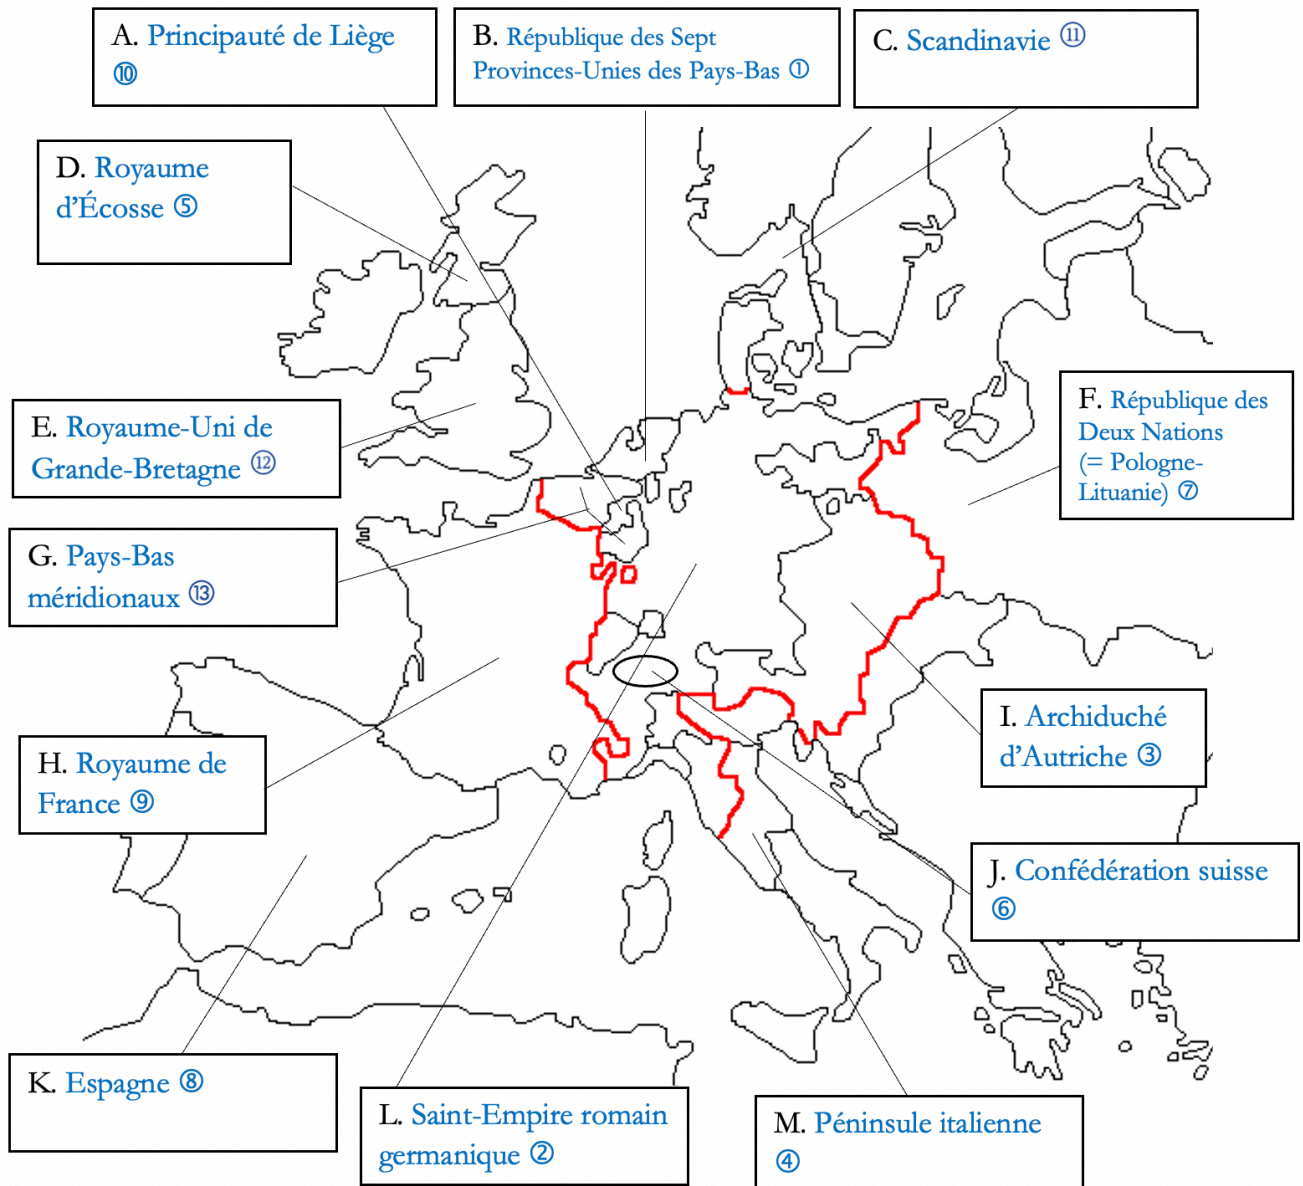 A. Principauté de Liège
⑩
B. République des Sept
Provinces-Unies des Pays-Bas ①
C. Scandinavie ⑪
D. Royaume
d’Écosse ⑤
E. Royaume-Uni de
Grande-Bretagne ⑫
F. République des
Deux Nations
(= Pologne-
Lituanie) ⑦
G. Pays-Bas
méridionaux ⑬
H. Royaume de
France ⑨
I. Archiduché
d’Autriche ③
J. Confédération suisse
⑥
K. Espagne ⑧
L. Saint-Empire romain
germanique ②
M. Péninsule italienne
④